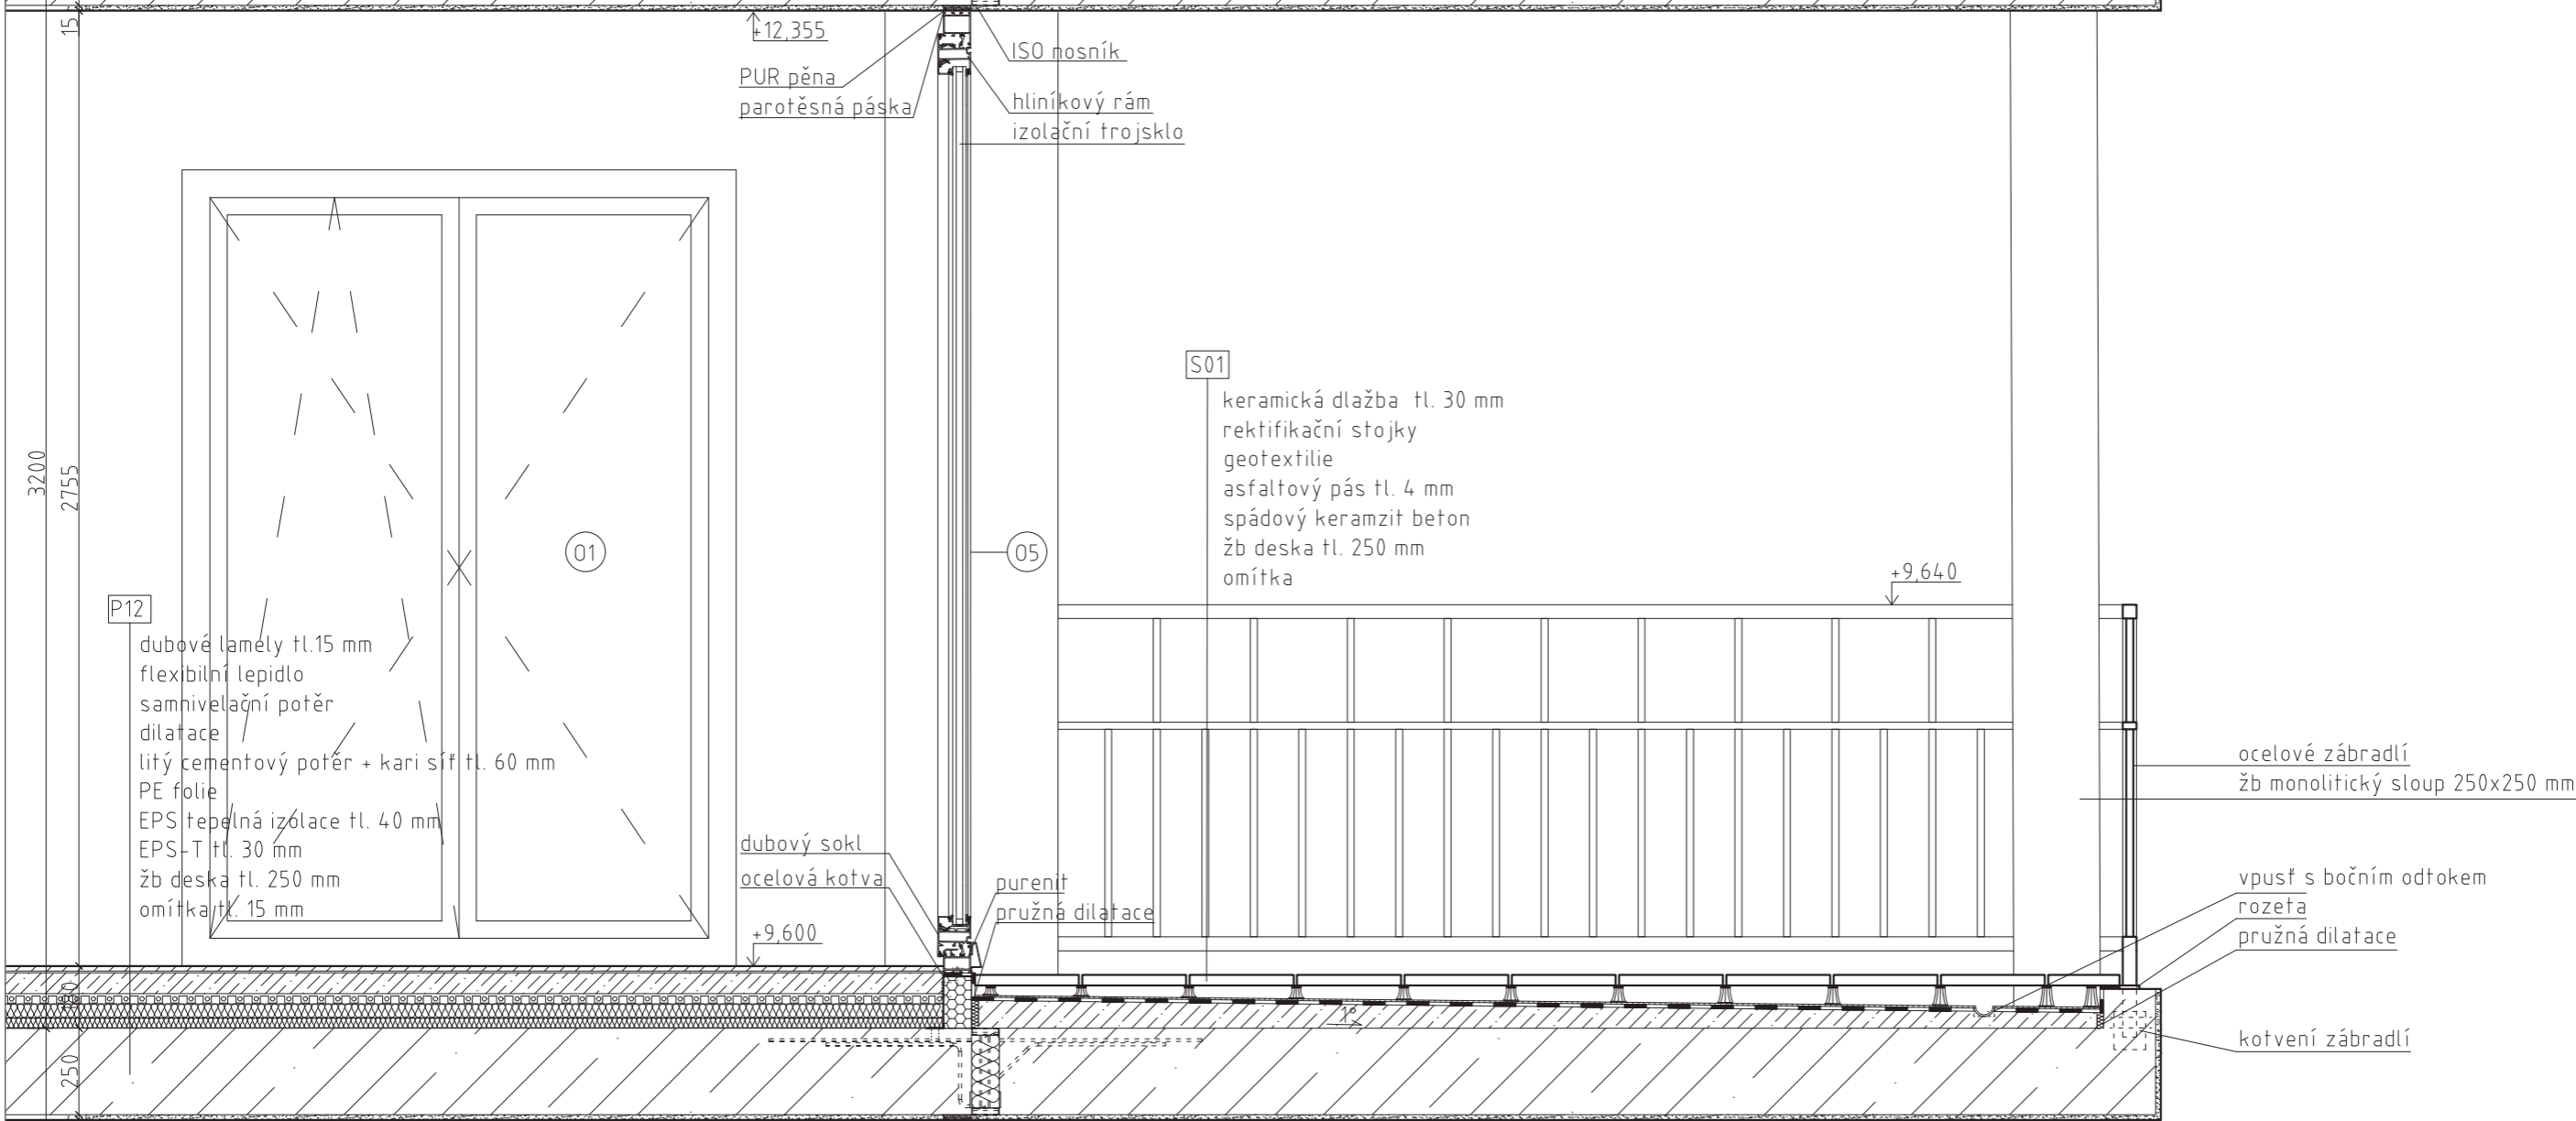 15
+12,355
ISO nosník
PUR pěna
parotěsná páska
hliníkový rám
izolační trojsklo
S01
keramická dlažba tl. 30 mm
rektifikační stojky
geotextilie
asfaltový pás tl. 4 mm
spádový keramzit beton
žb deska tl. 250 mm
omítka
3200
2755
01
05
+9,640
P12
dubové lamely tl.15 mm
flexibilní lepidlo
samnivelační potěr
dilatace
litý cementový potěr + kari síť tl. 60 mm
PE folie
EPS tepelná izolace tl. 40 mm
EPS-T tl. 30 mm
žb deska tl. 250 mm
omítka tl. 15 mm
ocelové zábradlí
žb monolitický sloup 250x250 mm
dubový sokl
ocelová kotva
purenit
pružná dilatace
vpusť s bočním odtokem
rozeta
pružná dilatace
+9,600
180
1°
250
kotvení zábradlí